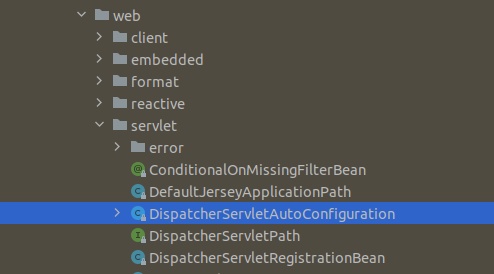 web
client
embedded
format
reactive
servlet
error
ConditionalOnMissingFilterBean
DefaultJerseyApplicationPath
DispatcherServletAutoConfiguration
DispatcherServletPath
DispatcherServletRegistrationBean